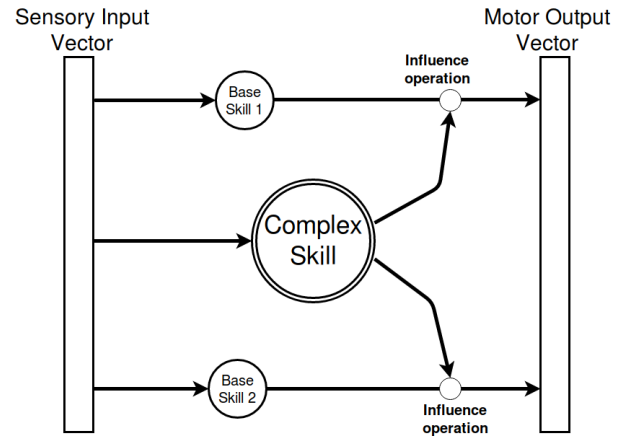 Sensory Input
Vector
Motor Output
Vector
Influence
operation
Base
Skill 1
Complex
Skill
Base
Skill 2
Influence
operation